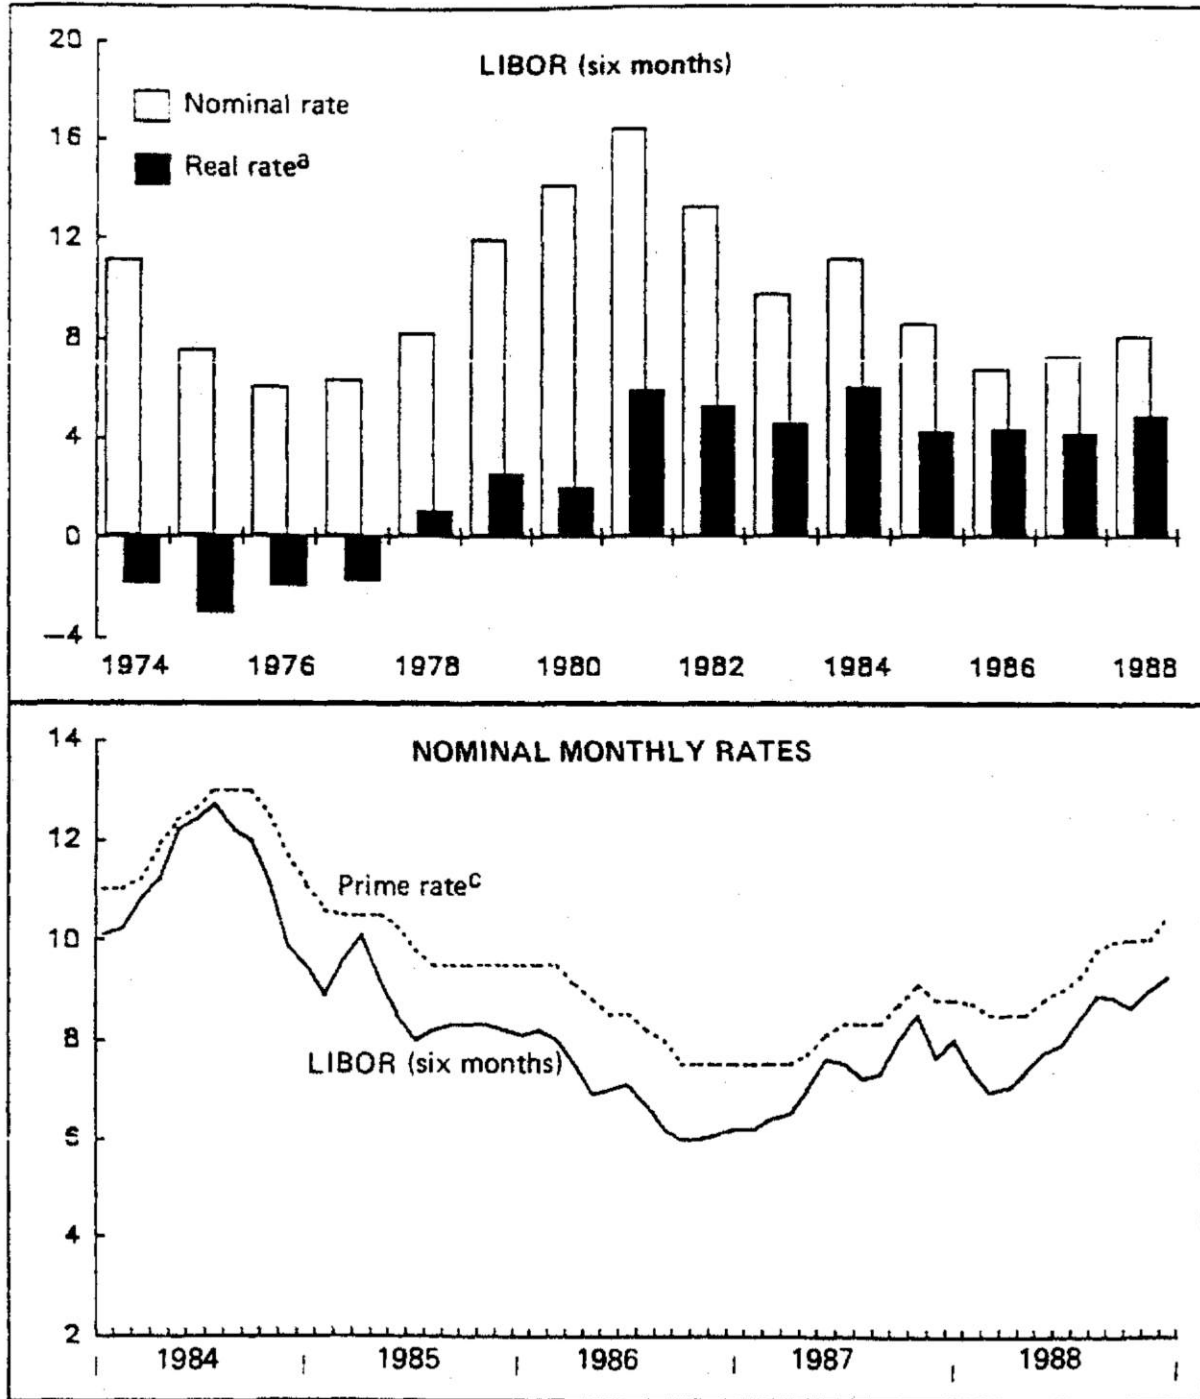 LIBOR (six months)
Nominal rate
Real rateᵃ
20
16
12
8
4
0
−4
1974 1976 1978 1980 1982 1984 1986 1988
NOMINAL MONTHLY RATES
14
12
10
8
6
4
2
Prime rateᶜ
LIBOR (six months)
1984 1985 1986 1987 1988